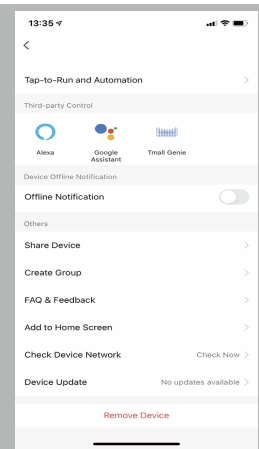 13:35
Tap-to-Run and Automation
Third-party Control
Alexa
Google
Assistant
Tmall Genie
Device Offline Notification
Offline Notification
Others
Share Device
Create Group
FAQ & Feedback
Add to Home Screen
Check Device Network Check Now
Device Update No updates available
Remove Device